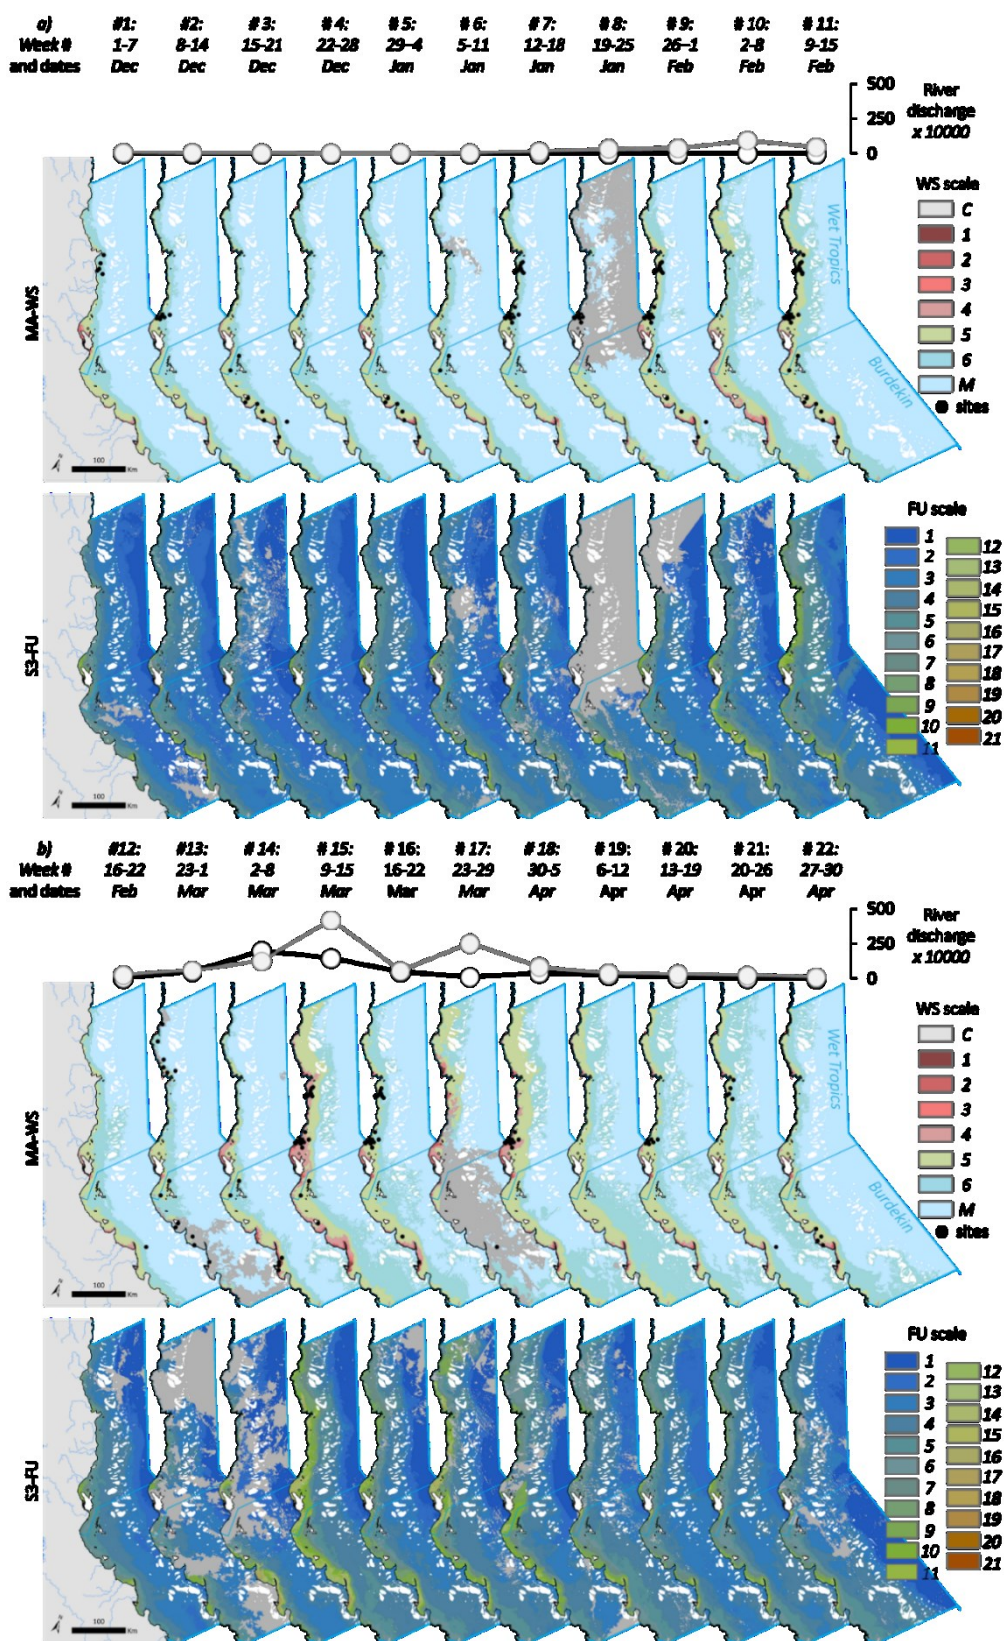 a) #1: #2: # 3: # 4: # 5: # 6: # 7: # 8: # 9: # 10: # 11:
Week # 1-7 8-14 15-21 22-28 29-4 5-11 12-18 19-25 26-1 2-8 9-15
and dates Dec Dec Dec Dec Jan Jan Jan Jan Feb Feb Feb
500
250
0
River
discharge
x 10000
MA-WS
WS scale
C
1
2
3
4
5
6
M
sites
Wet Tropics
Burdekin
N
100
Km
S3-FU
FU scale
1
2
3
4
5
6
7
8
9
10
11
12
13
14
15
16
17
18
19
20
21
N
100
Km
b) #12: #13: # 14: # 15: # 16: # 17: # 18: # 19: # 20: # 21: # 22:
Week # 16-22 23-1 2-8 9-15 16-22 23-29 30-5 6-12 13-19 20-26 27-30
and dates Feb Mar Mar Mar Mar Mar Apr Apr Apr Apr Apr
500
250
0
River
discharge
x 10000
MA-WS
WS scale
C
1
2
3
4
5
6
M
sites
Wet Tropics
Burdekin
N
100
Km
S3-FU
FU scale
1
2
3
4
5
6
7
8
9
10
11
12
13
14
15
16
17
18
19
20
21
N
100
Km